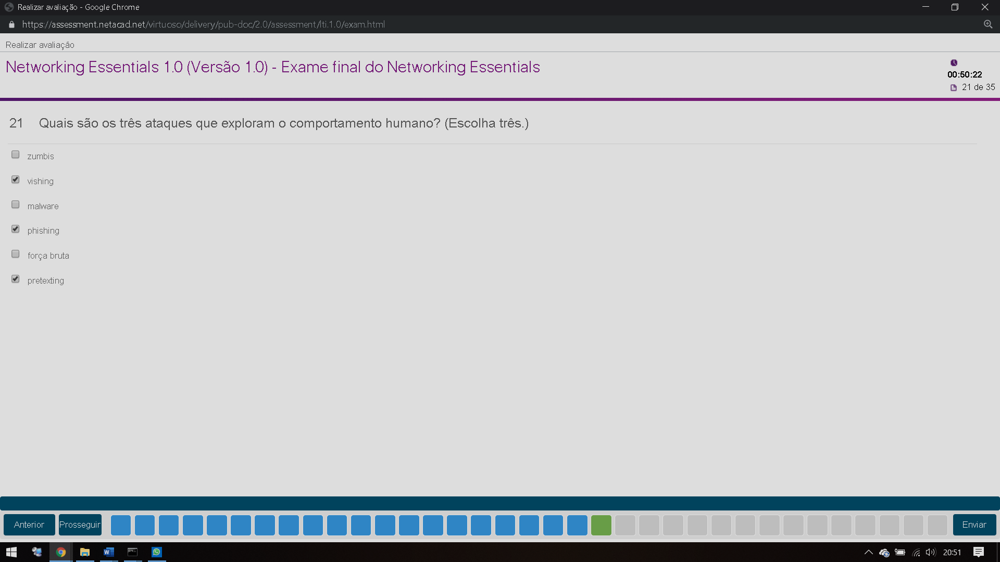 Realizar avaliação - Google Chrome
https://assessment.netacad.net/virtuoso/delivery/pub-doc/2.0/assessment/lti.1.0/exam.html
Realizar avaliação
Networking Essentials 1.0 (Versão 1.0) - Exame final do Networking Essentials
00:50:22
21 de 35
21 Quais são os três ataques que exploram o comportamento humano? (Escolha três.)
zumbis
vishing
malware
phishing
força bruta
pretexting
Anterior Prosseguir Enviar
20:51